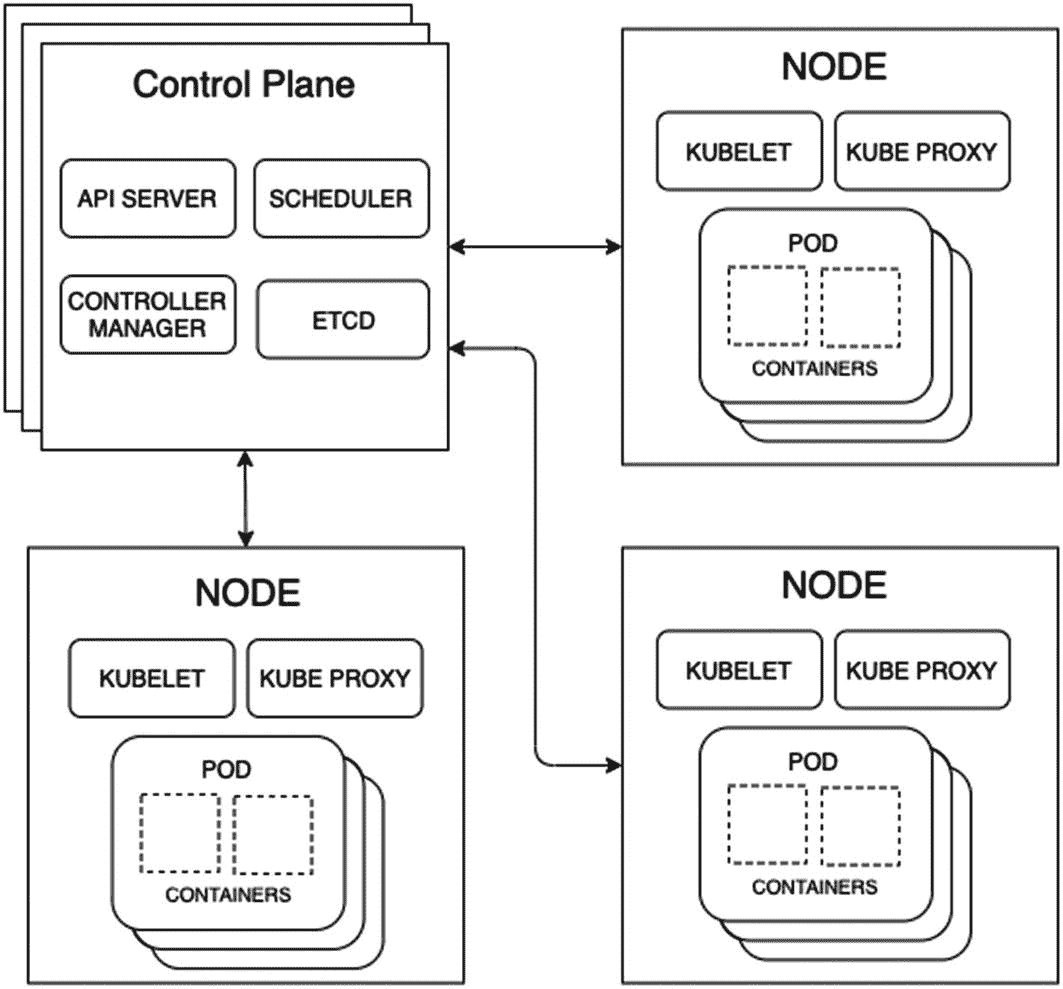 Control Plane
API SERVER
SCHEDULER
CONTROLLER
MANAGER
ETCD
NODE
KUBELET
KUBE PROXY
POD
CONTAINERS
NODE
KUBELET
KUBE PROXY
POD
CONTAINERS
NODE
KUBELET
KUBE PROXY
POD
CONTAINERS